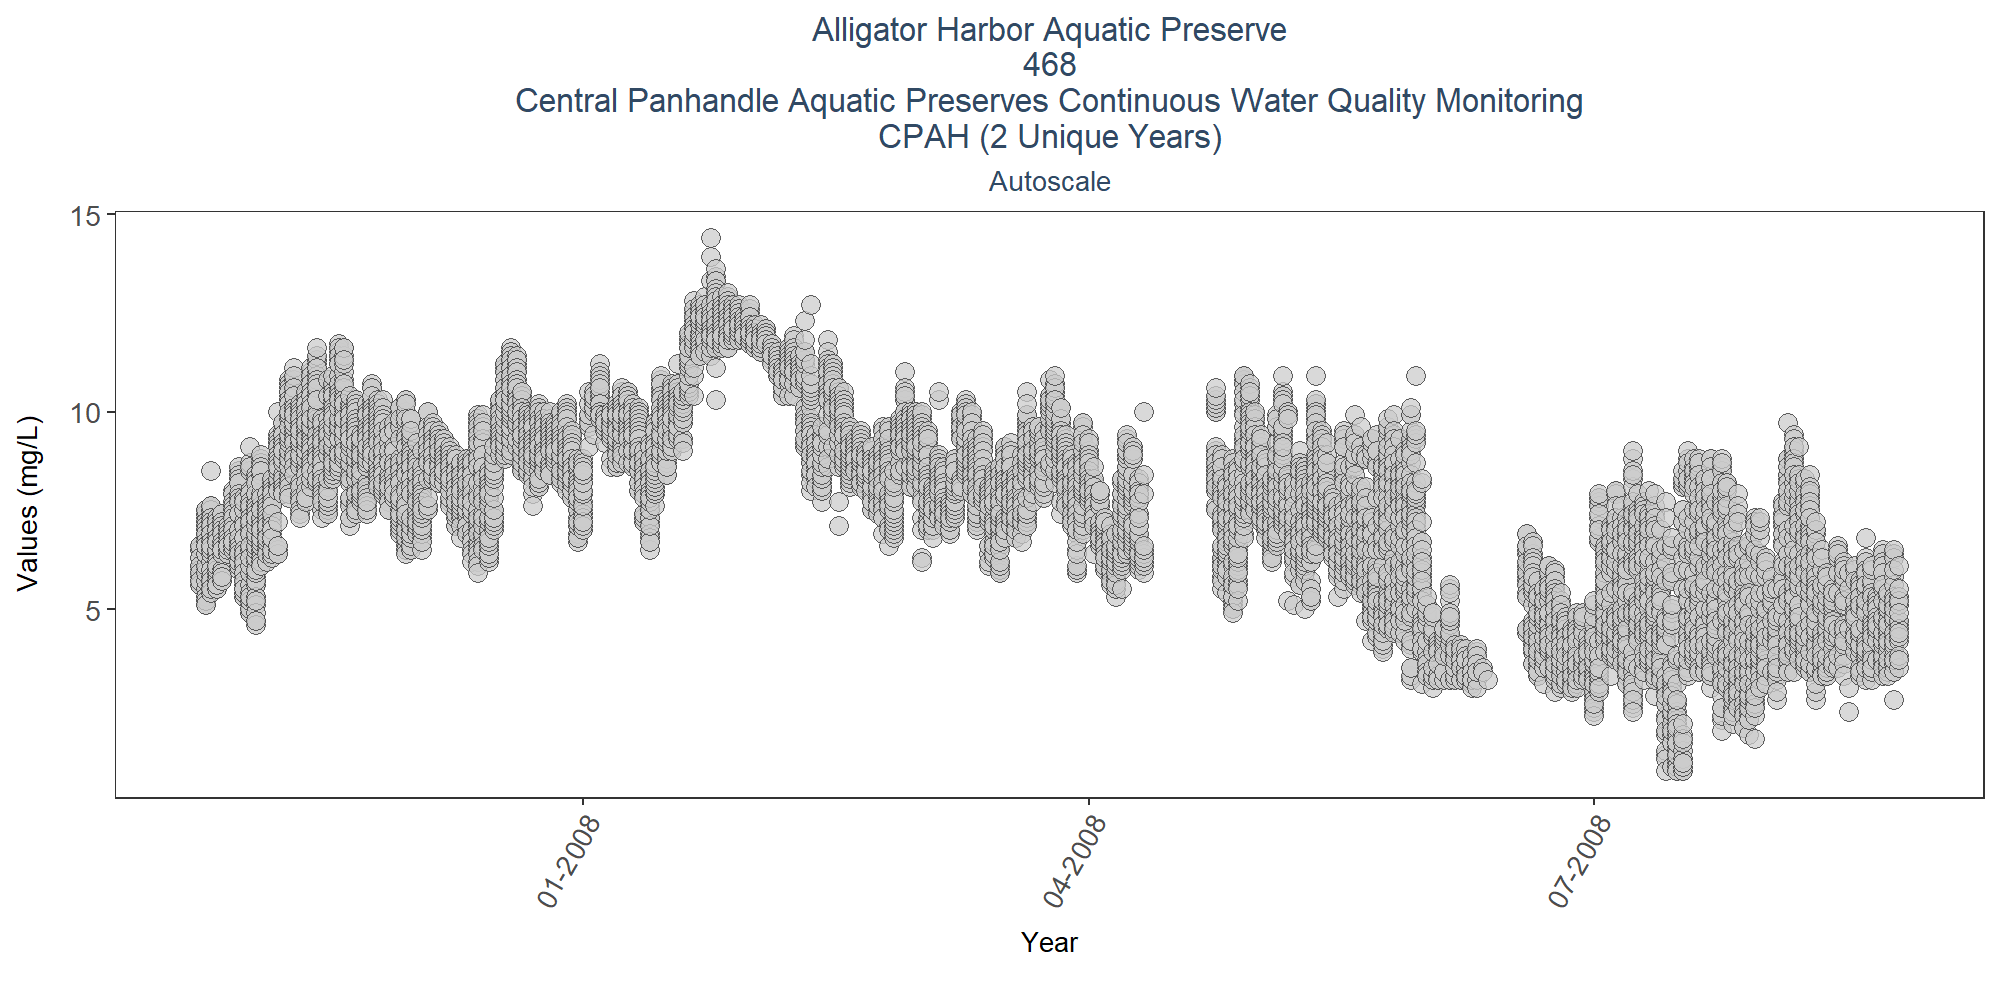 Alligator Harbor Aquatic Preserve
468
Central Panhandle Aquatic Preserves Continuous Water Quality Monitoring
CPAH (2 Unique Years)
Autoscale
15
10
5
Values (mg/L)
01-2008
04-2008
07-2008
Year